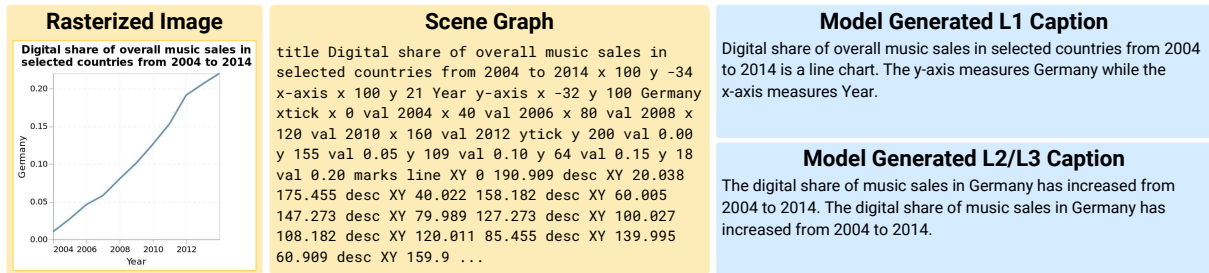 Rasterized Image
Digital share of overall music sales in
selected countries from 2004 to 2014
0.20
0.15
0.10
0.05
0.00
Germany
2004 2006 2008 2010 2012
Year
Scene Graph
title Digital share of overall music sales in
selected countries from 2004 to 2014 x 100 y -34
x-axis x 100 y 21 Year y-axis x -32 y 100 Germany
xtick x 0 val 2004 x 40 val 2006 x 80 val 2008 x
120 val 2010 x 160 val 2012 ytick y 200 val 0.00
y 155 val 0.05 y 109 val 0.10 y 64 val 0.15 y 18
val 0.20 marks line XY 0 190.909 desc XY 20.038
175.455 desc XY 40.022 158.182 desc XY 60.005
147.273 desc XY 79.989 127.273 desc XY 100.027
108.182 desc XY 120.011 85.455 desc XY 139.995
60.909 desc XY 159.9 ...
Model Generated L1 Caption
Digital share of overall music sales in selected countries from 2004
to 2014 is a line chart. The y-axis measures Germany while the
x-axis measures Year.
Model Generated L2/L3 Caption
The digital share of music sales in Germany has increased from
2004 to 2014. The digital share of music sales in Germany has
increased from 2004 to 2014.